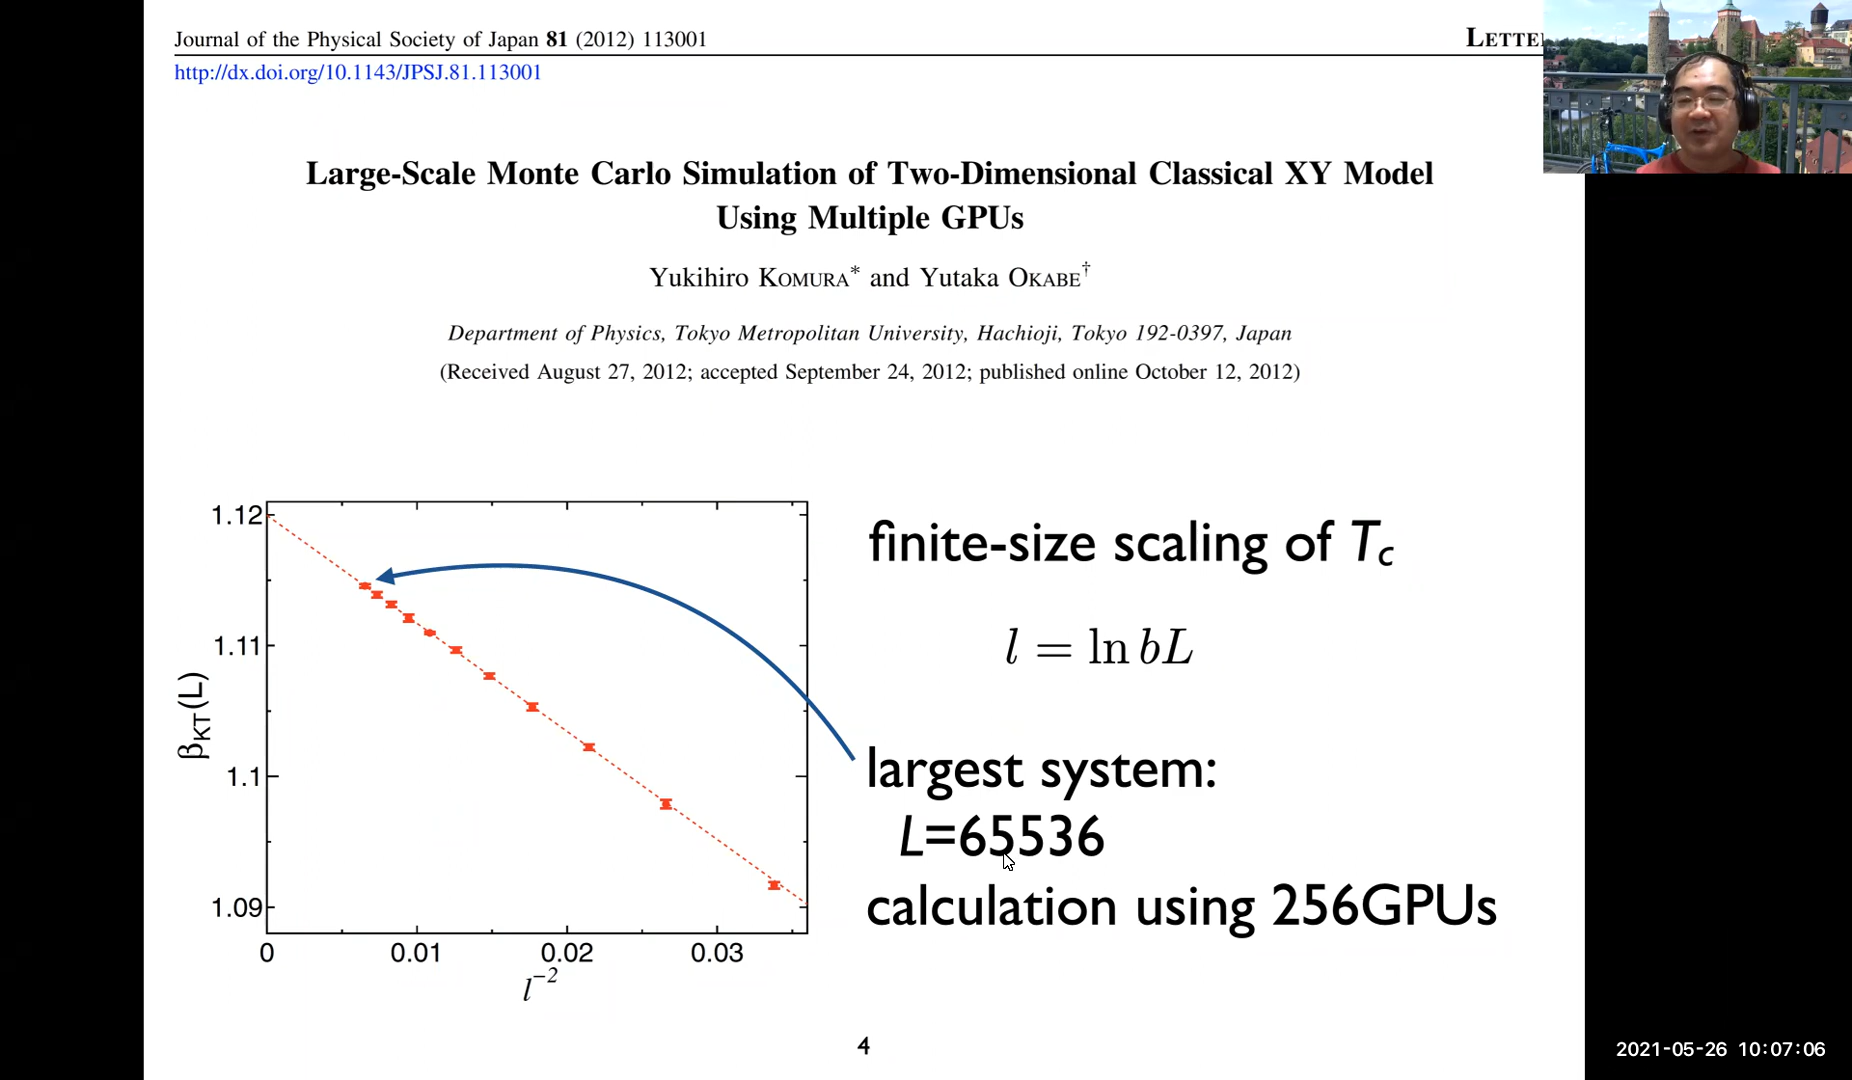 Journal of the Physical Society of Japan 81 (2012) 113001
LETTE
http://dx.doi.org/10.1143/JPSJ.81.113001
Large-Scale Monte Carlo Simulation of Two-Dimensional Classical XY Model
Using Multiple GPUs
Yukihiro KOMURA* and Yutaka OKABE†
Department of Physics, Tokyo Metropolitan University, Hachioji, Tokyo 192-0397, Japan
(Received August 27, 2012; accepted September 24, 2012; published online October 12, 2012)
1.12
1.11
1.1
1.09
βKT(L)
0 0.01 0.02 0.03
l⁻²
finite-size scaling of Tc
l = ln bL
largest system:
L=65536
calculation using 256GPUs
4
2021-05-26 10:07:06